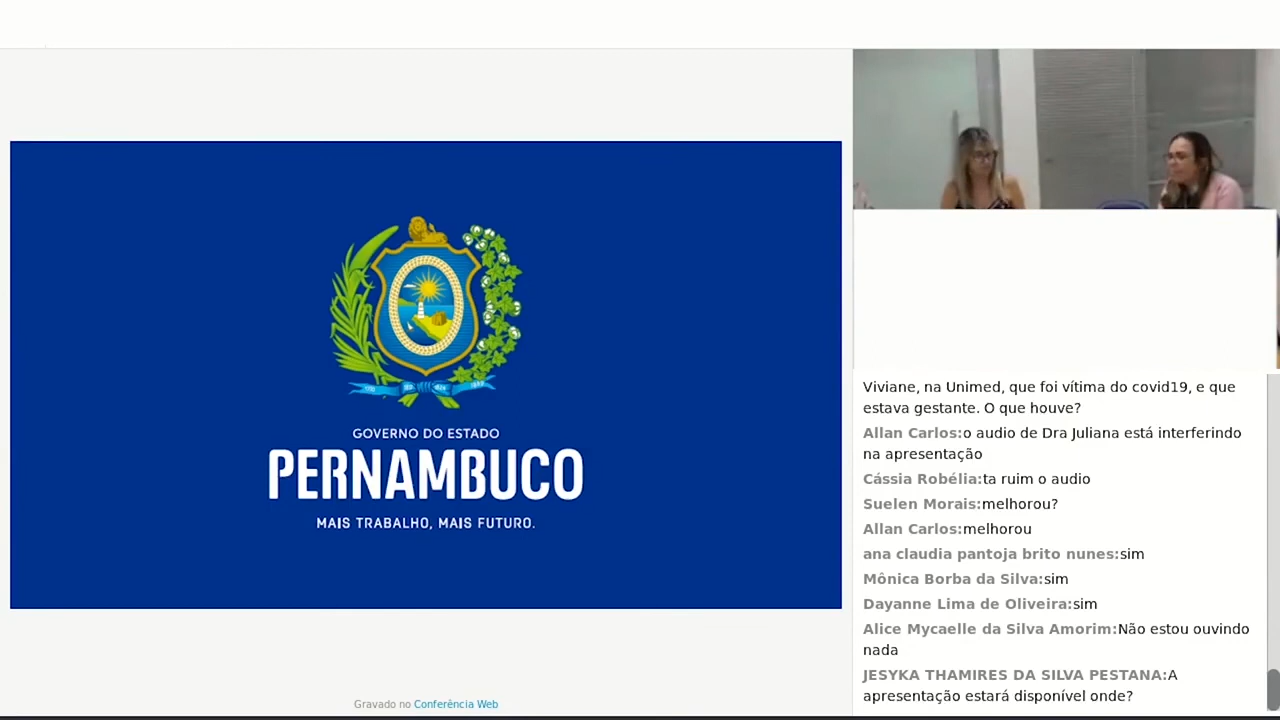 GOVERNO DO ESTADO
PERNAMBUCO
MAIS TRABALHO, MAIS FUTURO.
Gravado no Conferência Web
Viviane, na Unimed, que foi vítima do covid19, e que
estava gestante. O que houve?
Allan Carlos:o audio de Dra Juliana está interferindo
na apresentação
Cássia Robélia:ta ruim o audio
Suelen Morais:melhorou?
Allan Carlos:melhorou
ana claudia pantoja brito nunes:sim
Mônica Borba da Silva:sim
Dayanne Lima de Oliveira:sim
Alice Mycaelle da Silva Amorim:Não estou ouvindo
nada
JESYKA THAMIRES DA SILVA PESTANA:A
apresentação estará disponível onde?